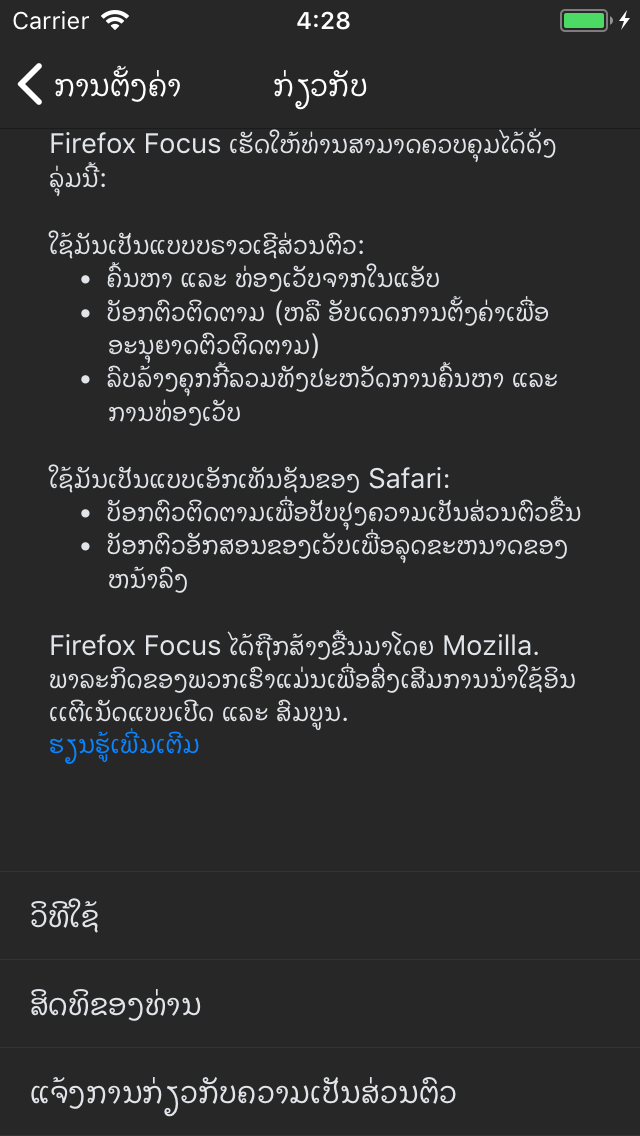 Carrier 4:28
ການຕັ້ງຄ່າ ກ່ຽວກັບ
Firefox Focus ເຮັດໃຫ້ທ່ານສາມາດຄວບຄຸມໄດ້ດັ່ງ
ລຸ່ມນີ້:
ໃຊ້ມັນເປັນແບບບຣາວເຊີສ່ວນຕົວ:
• ຄົ້ນຫາ ແລະ ທ່ອງເວັບຈາກໃນແອັບ
• ບັອກຕົວຕິດຕາມ (ຫລື ອັບເດດການຕັ້ງຄ່າເພື່ອ
ອະນຸຍາດຕົວຕິດຕາມ)
• ລົບລ້າງຄຸກກີ້ລວມທັງປະຫວັດການຄົ້ນຫາ ແລະ
ການທ່ອງເວັບ
ໃຊ້ມັນເປັນແບບເອັກເທັນຊັນຂອງ Safari:
• ບັອກຕົວຕິດຕາມເພື່ອປັບປຸງຄວາມເປັນສ່ວນຕົວຂື້ນ
• ບັອກຕົວອັກສອນຂອງເວັບເພື່ອລຸດຂະຫນາດຂອງ
ຫນ້າລົງ
Firefox Focus ໄດ້ຖືກສ້າງຂື້ນມາໂດຍ Mozilla.
ພາລະກິດຂອງພວກເຮົາແມ່ນເພື່ອສົ່ງເສີມການນຳໃຊ້ອິນ
ເເຕີເນັດແບບເປີດ ແລະ ສົມບູນ.
ຮຽນຮູ້ເພີ່ມເຕີມ
ວິທີໃຊ້
ສິດທິຂອງທ່ານ
ແຈ້ງການກ່ຽວກັບຄວາມເປັນສ່ວນຕົວ